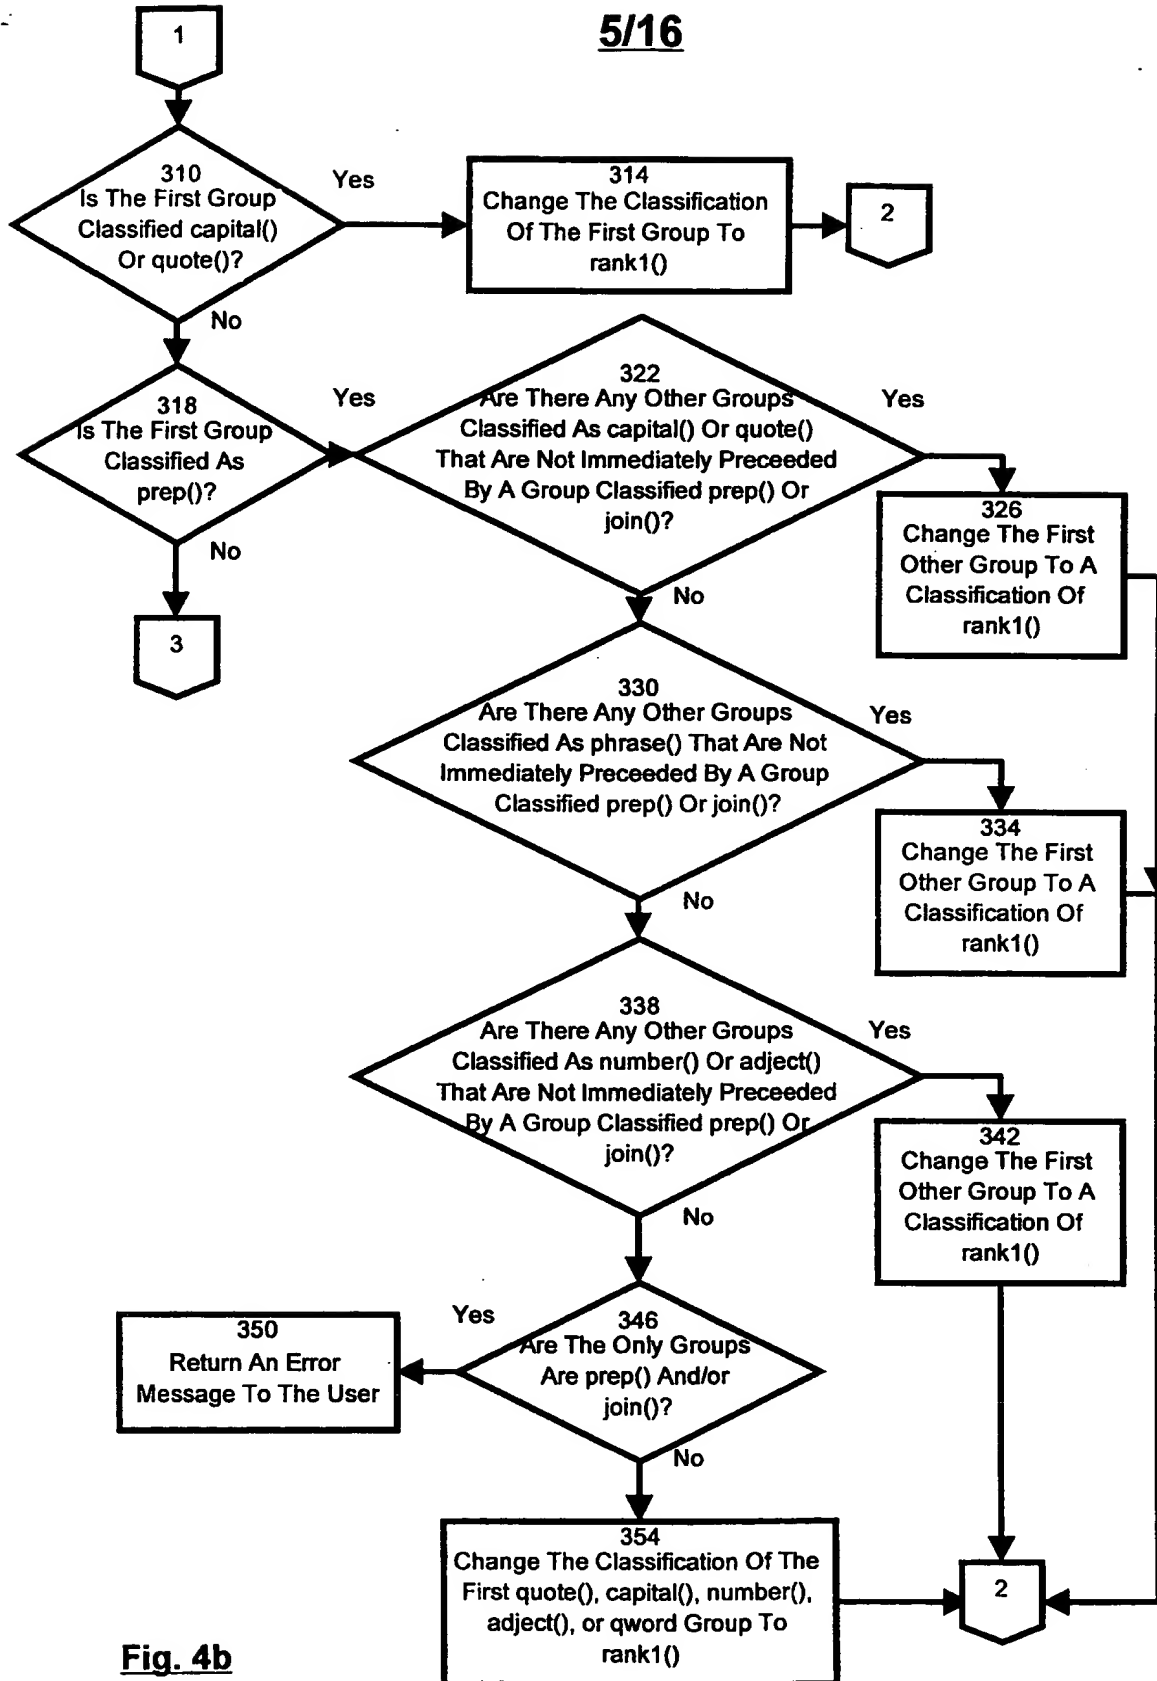 5/16
1
310
Is The First Group
Classified capital()
Or quote()?
Yes
No
314
Change The Classification
Of The First Group To
rank1()
2
318
Is The First Group
Classified As
prep()?
Yes
No
3
322
Are There Any Other Groups
Classified As capital() Or quote()
That Are Not Immediately Preceeded
By A Group Classified prep() Or
join()?
Yes
No
326
Change The First
Other Group To A
Classification Of
rank1()
330
Are There Any Other Groups
Classified As phrase() That Are Not
Immediately Preceeded By A Group
Classified prep() Or join()?
Yes
No
334
Change The First
Other Group To A
Classification Of
rank1()
338
Are There Any Other Groups
Classified As number() Or adject()
That Are Not Immediately Preceeded
By A Group Classified prep() Or
join()?
Yes
No
342
Change The First
Other Group To A
Classification Of
rank1()
346
Are The Only Groups
Are prep() And/or
join()?
Yes
No
350
Return An Error
Message To The User
354
Change The Classification Of The
First quote(), capital(), number(),
adject(), or qword Group To
rank1()
2
Fig. 4b